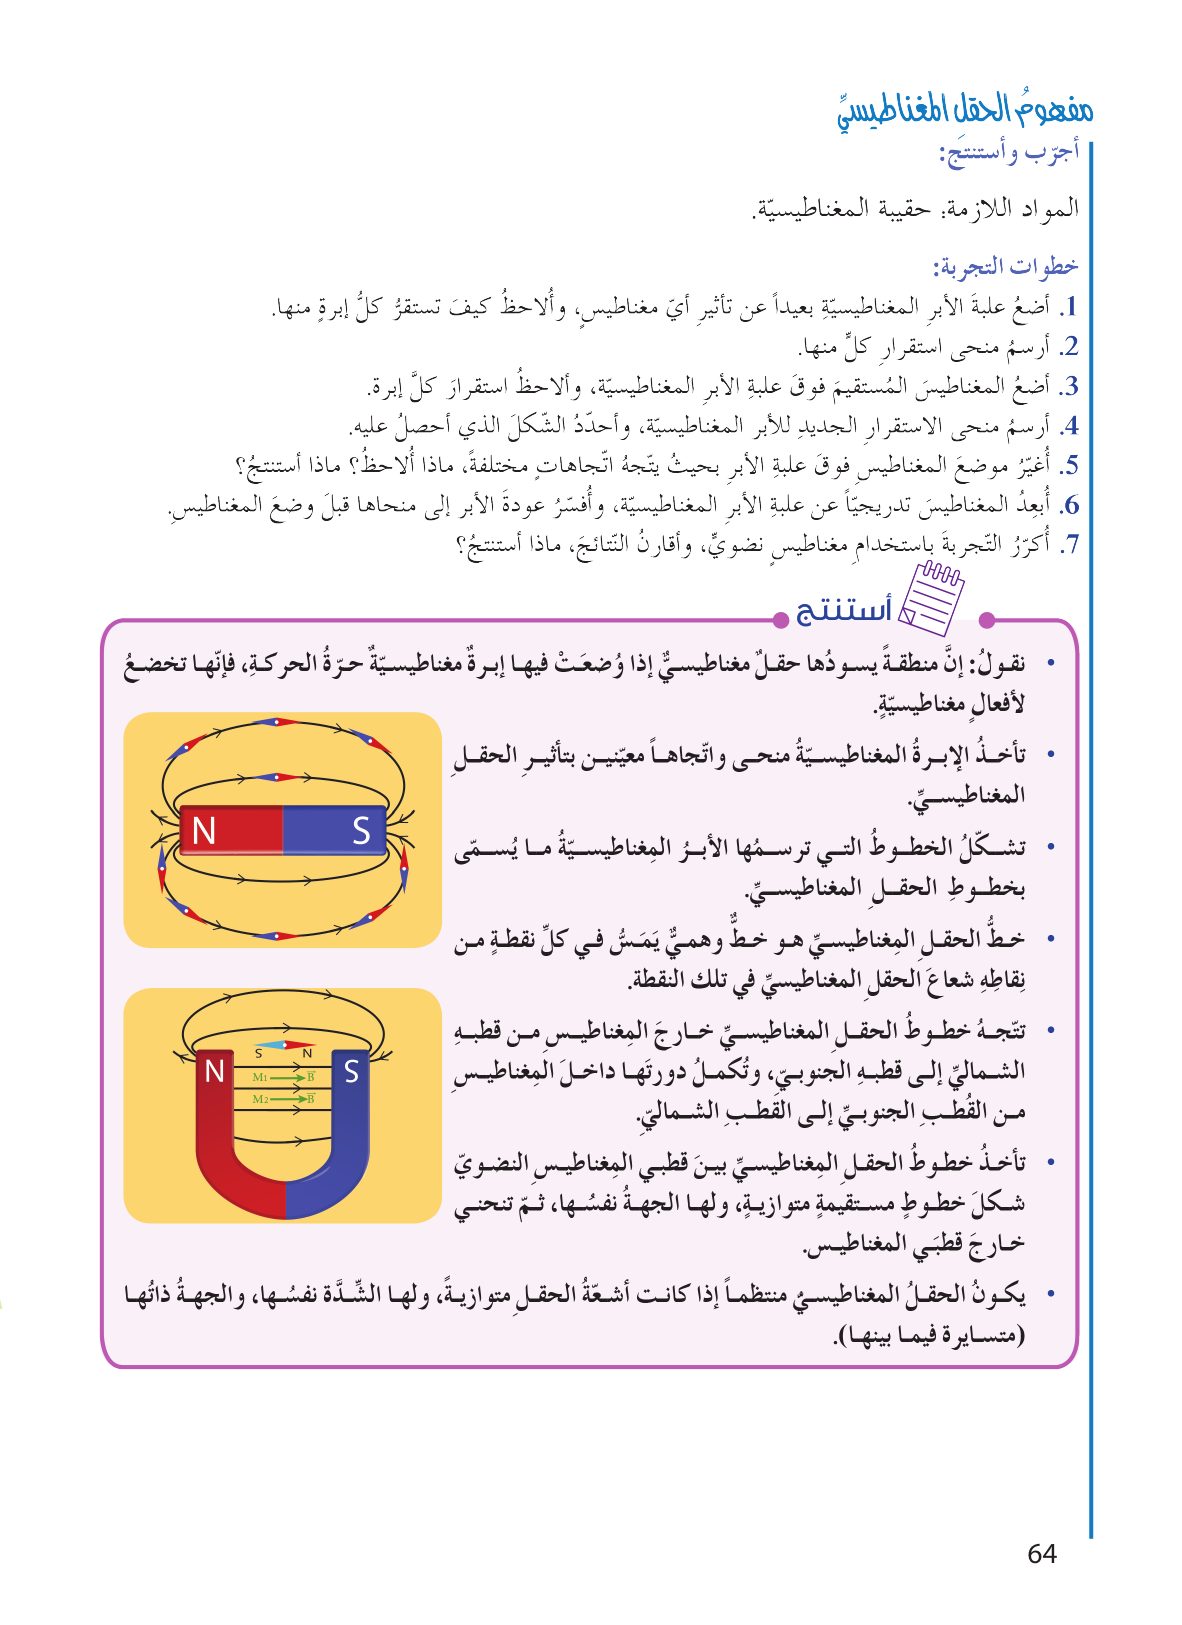 مفهومُ الحقل المغناطيسيِّ
أجرّب وأستنتَج:
المواد اللازمة: حقيبة المغناطيسيّة.
خطوات التجربة:
1. أضعُ علبةَ الأبرِ المغناطيسيّةِ بعيداً عن تأثيرِ أيّ مغناطيسٍ، وأُلاحظُ كيفَ تستقرُّ كلُّ إبرةٍ منها.
2. أرسمُ منحى استقرارِ كلٍّ منها.
3. أضعُ المغناطيسَ المُستقيمَ فوقَ علبةِ الأبرِ المغناطيسيّة، وألاحظُ استقرارَ كلَّ إبرة.
4. أرسمُ منحى الاستقرارِ الجديدِ للأبر المغناطيسيّة، وأحدّدُ الشّكلَ الذي أحصلُ عليه.
5. أُغيّرُ موضعَ المغناطيسِ فوقَ علبةِ الأبرِ بحيثُ يتّجهُ اتّجاهاتٍ مختلفةً، ماذا أُلاحظُ؟ ماذا أستنتجُ؟
6. أُبعِدُ المغناطيسَ تدريجيّاً عن علبةِ الأبرِ المغناطيسيّة، وأُفسّرُ عودةَ الأبر إلى منحاها قبلَ وضعَ المغناطيسِ.
7. أُكرّرُ التّجربةَ باستخدامِ مغناطيسٍ نضويٍّ، وأقارنُ النّتائجَ، ماذا أستنتجُ؟
أستنتج
• نقولُ: إنَّ منطقةً يسودُها حقلٌ مغناطيسيٌّ إذا وُضعَتْ فيها إبرةٌ مغناطيسيّةٌ حرّةُ الحركةِ، فإنّها تخضعُ
لأفعالٍ مغناطيسيّةٍ.
• تأخذُ الإبرةُ المغناطيسيّةُ منحى واتّجاهاً معيّنين بتأثيرِ الحقلِ
المغناطيسيِّ.
• تشكّلُ الخطوطُ التي ترسمُها الأبرُ المِغناطيسيّةُ ما يُسمّى
بخطوطِ الحقلِ المغناطيسيِّ.
• خطُّ الحقلِ المِغناطيسيِّ هو خطٌّ وهميٌّ يَمَسُّ في كلِّ نقطةٍ من
نِقاطِهِ شعاعَ الحقلِ المغناطيسيِّ في تلك النقطة.
• تتّجهُ خطوطُ الحقلِ المغناطيسيِّ خارجَ المِغناطيسِ من قطبهِ
الشماليِّ إلى قطبهِ الجنوبيّ، وتُكملُ دورتَها داخلَ المِغناطيسِ
من القُطبِ الجنوبيِّ إلى القُطبِ الشماليّ.
• تأخذُ خطوطُ الحقلِ المِغناطيسيِّ بينَ قطبي المِغناطيسِ النضويّ
شكلَ خطوطٍ مستقيمةٍ متوازيةٍ، ولها الجهةُ نفسُها، ثمّ تنحني
خارجَ قطبَي المغناطيس.
• يكونُ الحقلُ المغناطيسيُ منتظماً إذا كانت أشعّةُ الحقلِ متوازيةً، ولها الشِّدَّة نفسُها، والجهةُ ذاتُها
(متسايرة فيما بينها).
N S
S N
N S
M1 B
M2 B
64